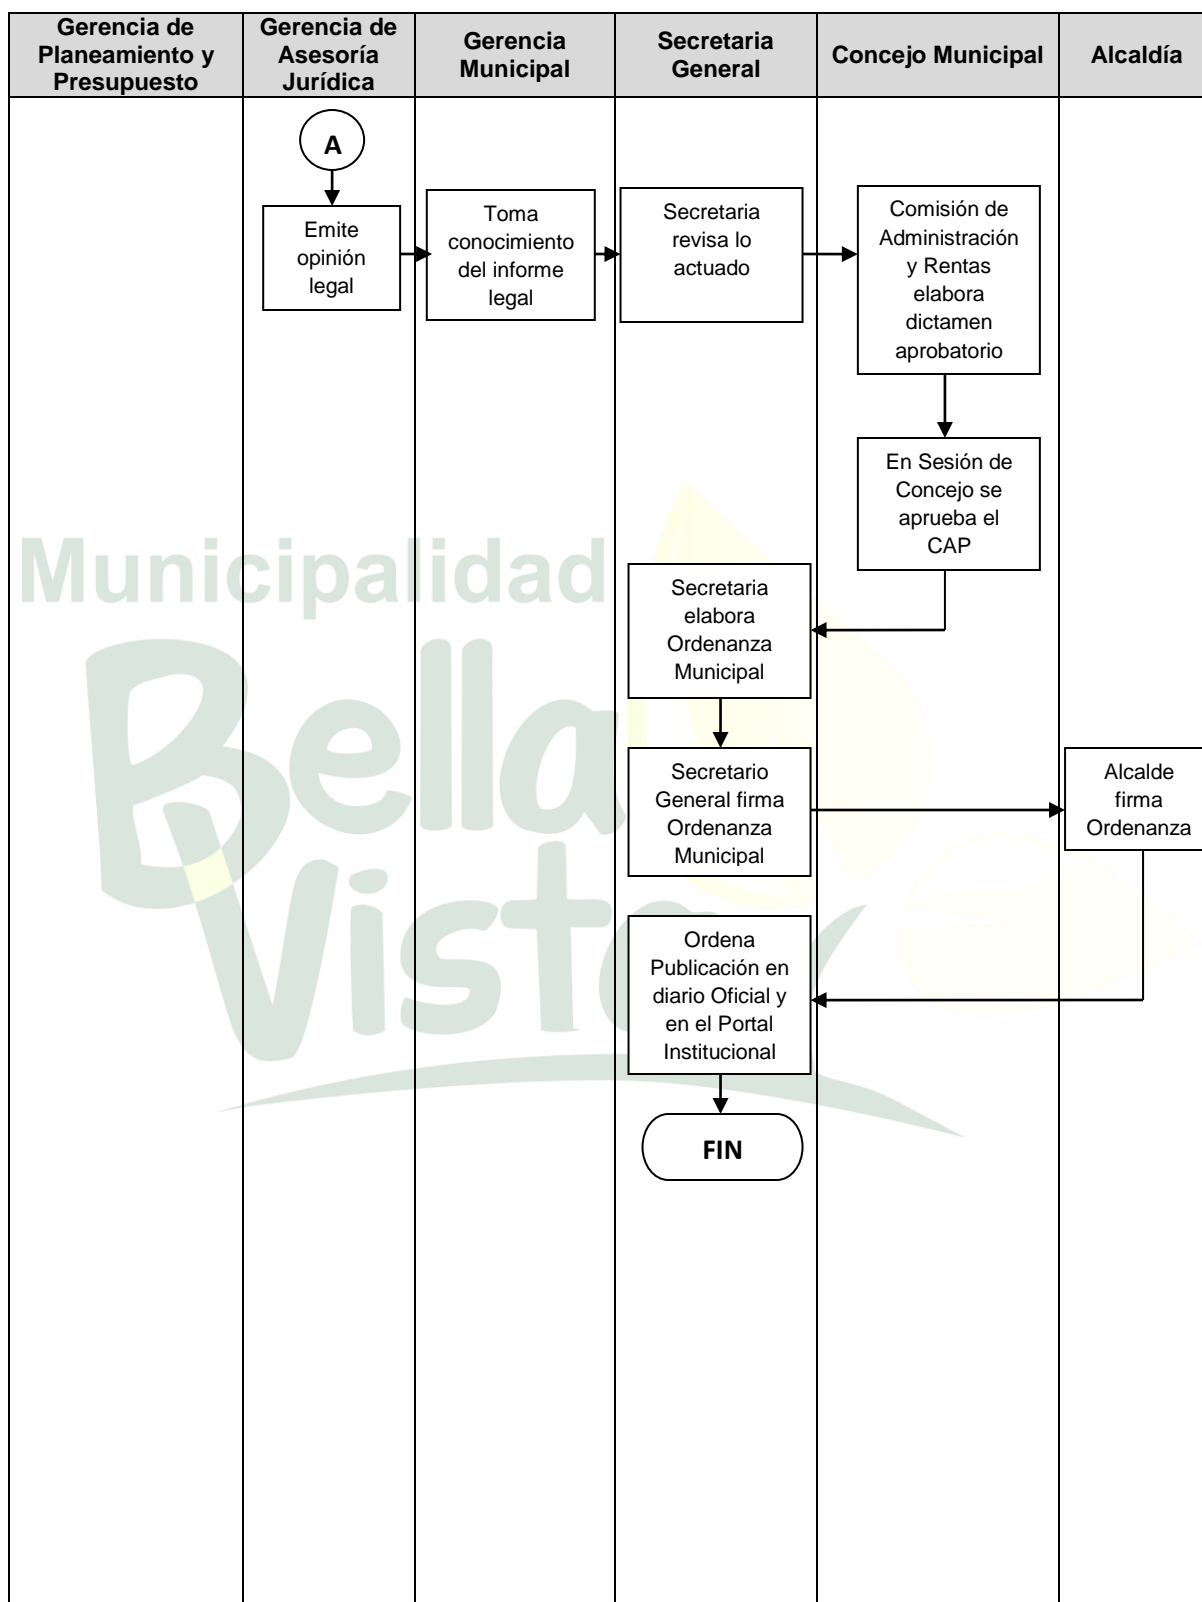 Gerencia de
Planeamiento y
Presupuesto
Gerencia de
Asesoría
Jurídica
Gerencia
Municipal
Secretaria
General
Concejo Municipal
Alcaldía
A
Emite
opinión
legal
Toma
conocimiento
del informe
legal
Secretaria
revisa lo
actuado
Comisión de
Administración
y Rentas
elabora
dictamen
aprobatorio
En Sesión de
Concejo se
aprueba el
CAP
Secretaria
elabora
Ordenanza
Municipal
Secretario
General firma
Ordenanza
Municipal
Alcalde
firma
Ordenanza
Ordena
Publicación en
diario Oficial y
en el Portal
Institucional
FIN
Municipalidad
Bella
Vista